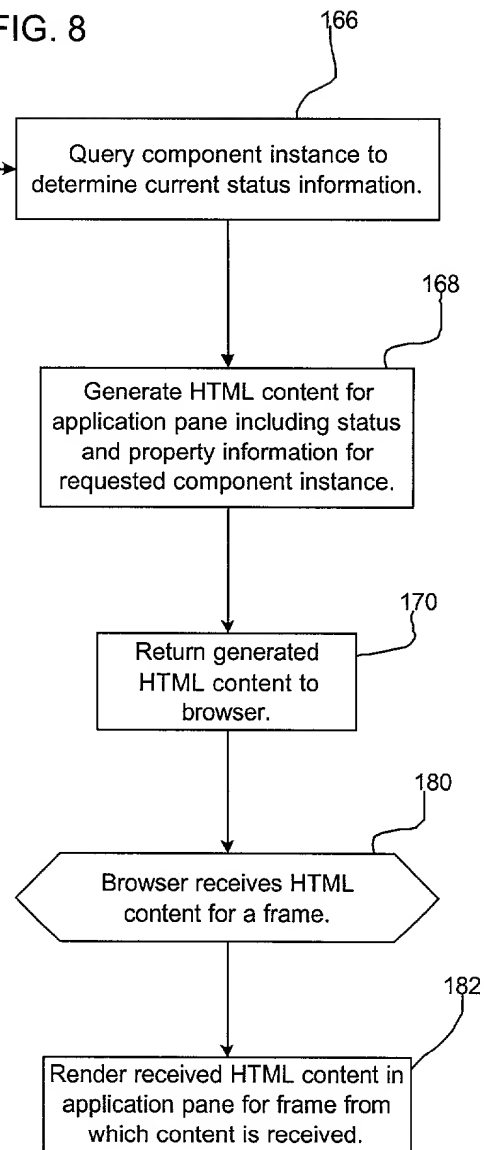 FIG. 8
166
Query component instance to
determine current status information.
168
Generate HTML content for
application pane including status
and property information for
requested component instance.
170
Return generated
HTML content to
browser.
180
Browser receives HTML
content for a frame.
182
Render received HTML content in
application pane for frame from
which content is received.